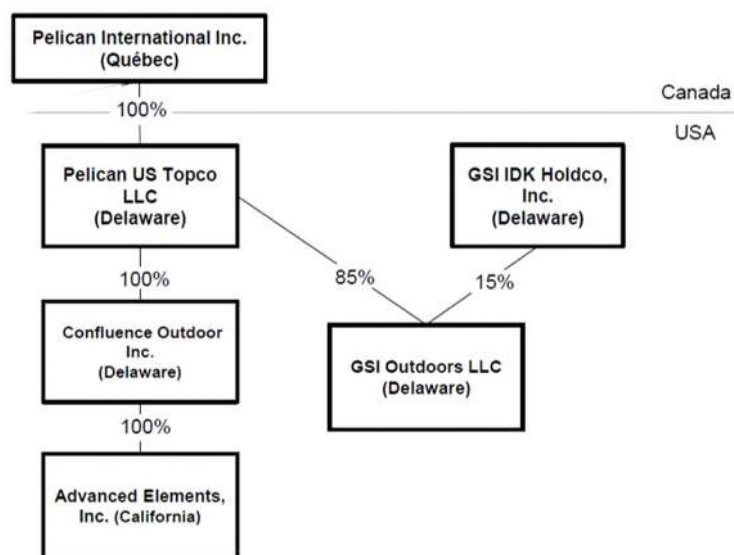 Pelican International Inc.
(Québec)
100%
Canada
USA
Pelican US Topco
LLC
(Delaware)
GSI IDK Holdco,
Inc.
(Delaware)
100%
85%
15%
Confluence Outdoor
Inc.
(Delaware)
GSI Outdoors LLC
(Delaware)
100%
Advanced Elements,
Inc. (California)